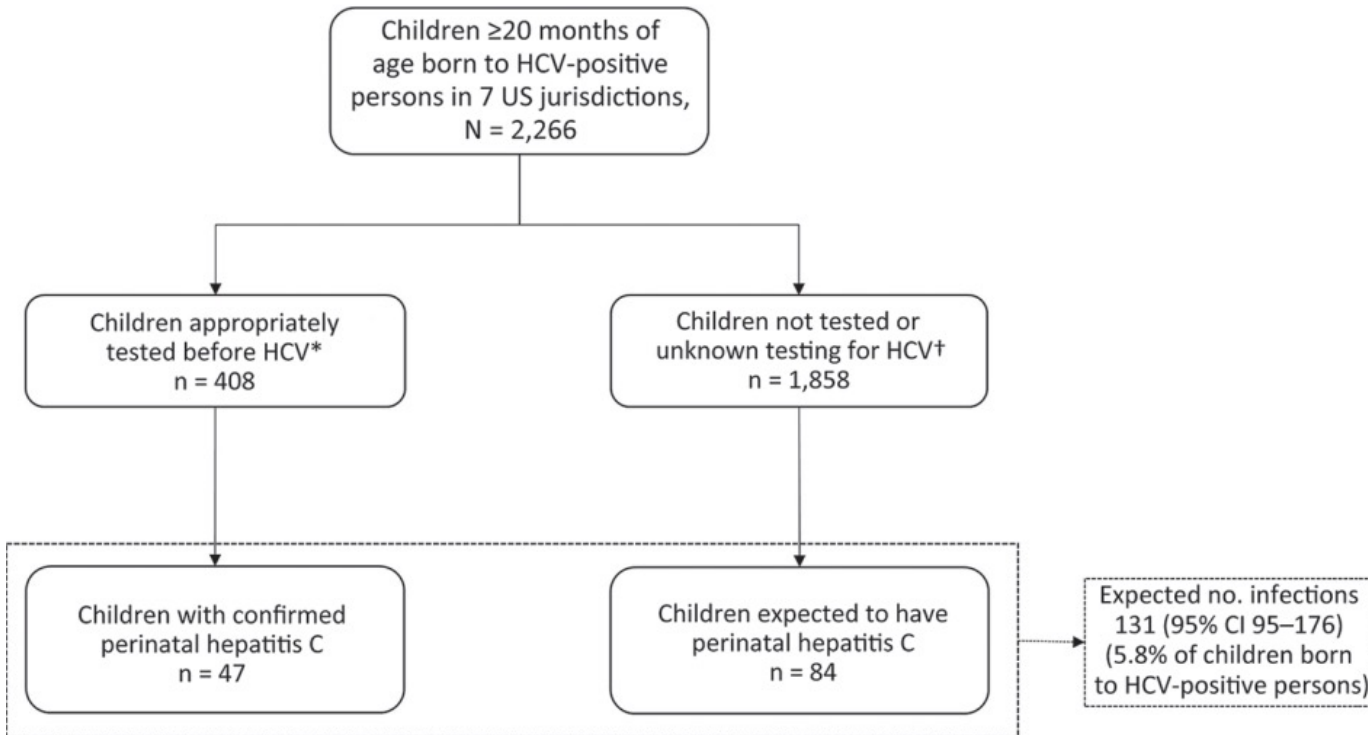 Children ≥20 months of
age born to HCV-positive
persons in 7 US jurisdictions,
N = 2,266
Children appropriately
tested before HCV*
n = 408
Children not tested or
unknown testing for HCV†
n = 1,858
Children with confirmed
perinatal hepatitis C
n = 47
Children expected to have
perinatal hepatitis C
n = 84
Expected no. infections
131 (95% CI 95–176)
(5.8% of children born
to HCV-positive persons)